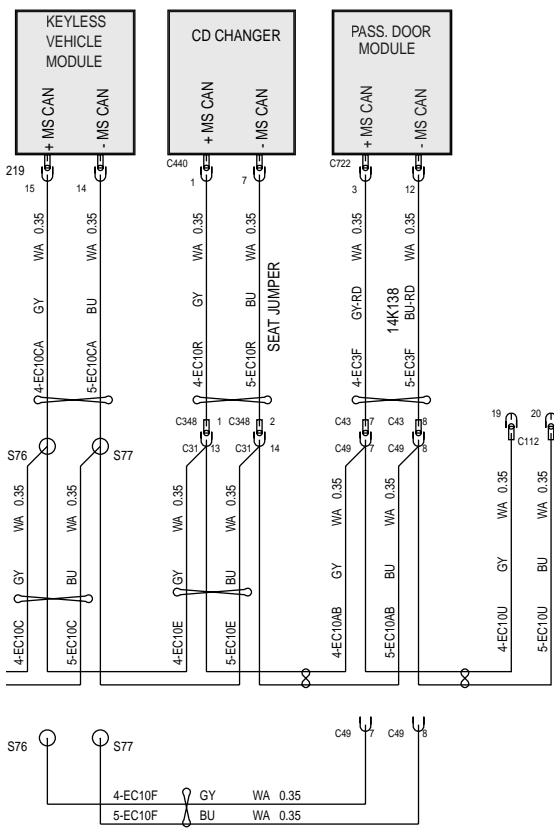 KEYLESS
VEHICLE
MODULE
CD CHANGER
PASS. DOOR
MODULE
+ MS CAN
- MS CAN
+ MS CAN
- MS CAN
+ MS CAN
- MS CAN
219
15
14
C440
1
7
C722
3
12
WA 0.35
WA 0.35
WA 0.35
WA 0.35
WA 0.35
WA 0.35
GY
BU
GY
BU
SEAT JUMPER
GY-RD
14K138
BU-RD
4-EC10CA
5-EC10CA
4-EC10R
5-EC10R
4-EC3F
5-EC3F
S76
S77
C348 1
C348 2
C31 13
C31 14
C43 7
C43 8
C49 7
C49 8
19
20
C112
WA 0.35
WA 0.35
WA 0.35
WA 0.35
WA 0.35
WA 0.35
WA 0.35
WA 0.35
GY
BU
GY
BU
GY
BU
GY
BU
4-EC10C
5-EC10C
4-EC10E
5-EC10E
4-EC10AB
5-EC10AB
4-EC10U
5-EC10U
S76
S77
C49 7
C49 8
4-EC10F GY WA 0.35
5-EC10F BU WA 0.35